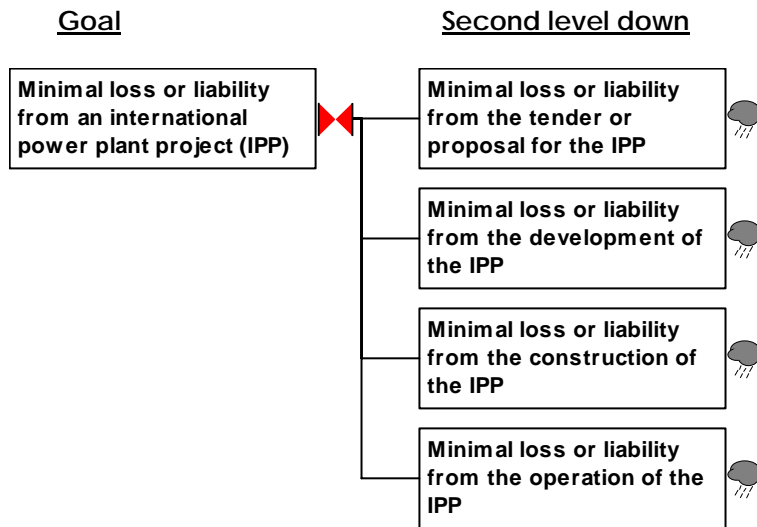 Goal
Second level down
Minimal loss or liability
from an international
power plant project (IPP)
Minimal loss or liability
from the tender or
proposal for the IPP
Minimal loss or liability
from the development of
the IPP
Minimal loss or liability
from the construction of
the IPP
Minimal loss or liability
from the operation of the
IPP